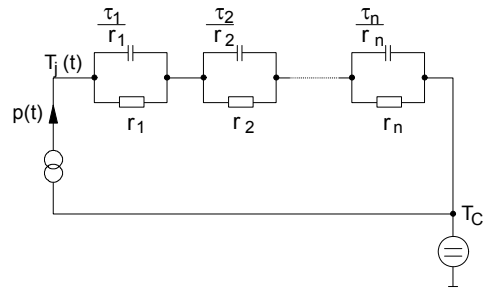 τ1/r1 τ2/r2 τn/rn
Tj (t)
p(t)
r1 r2 rn
TC